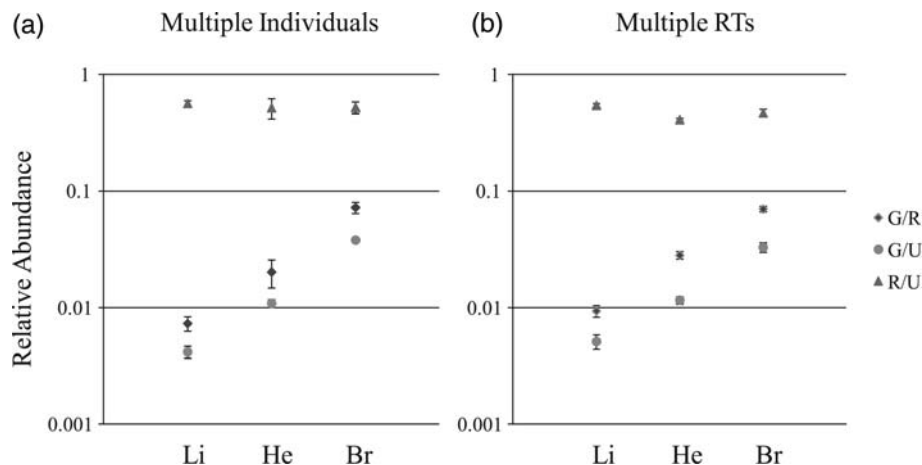 (a) Multiple Individuals
(b) Multiple RTs
Relative Abundance
1
0.1
0.01
0.001
Li He Br
1
0.1
0.01
0.001
Li He Br
G/R
G/U
R/U